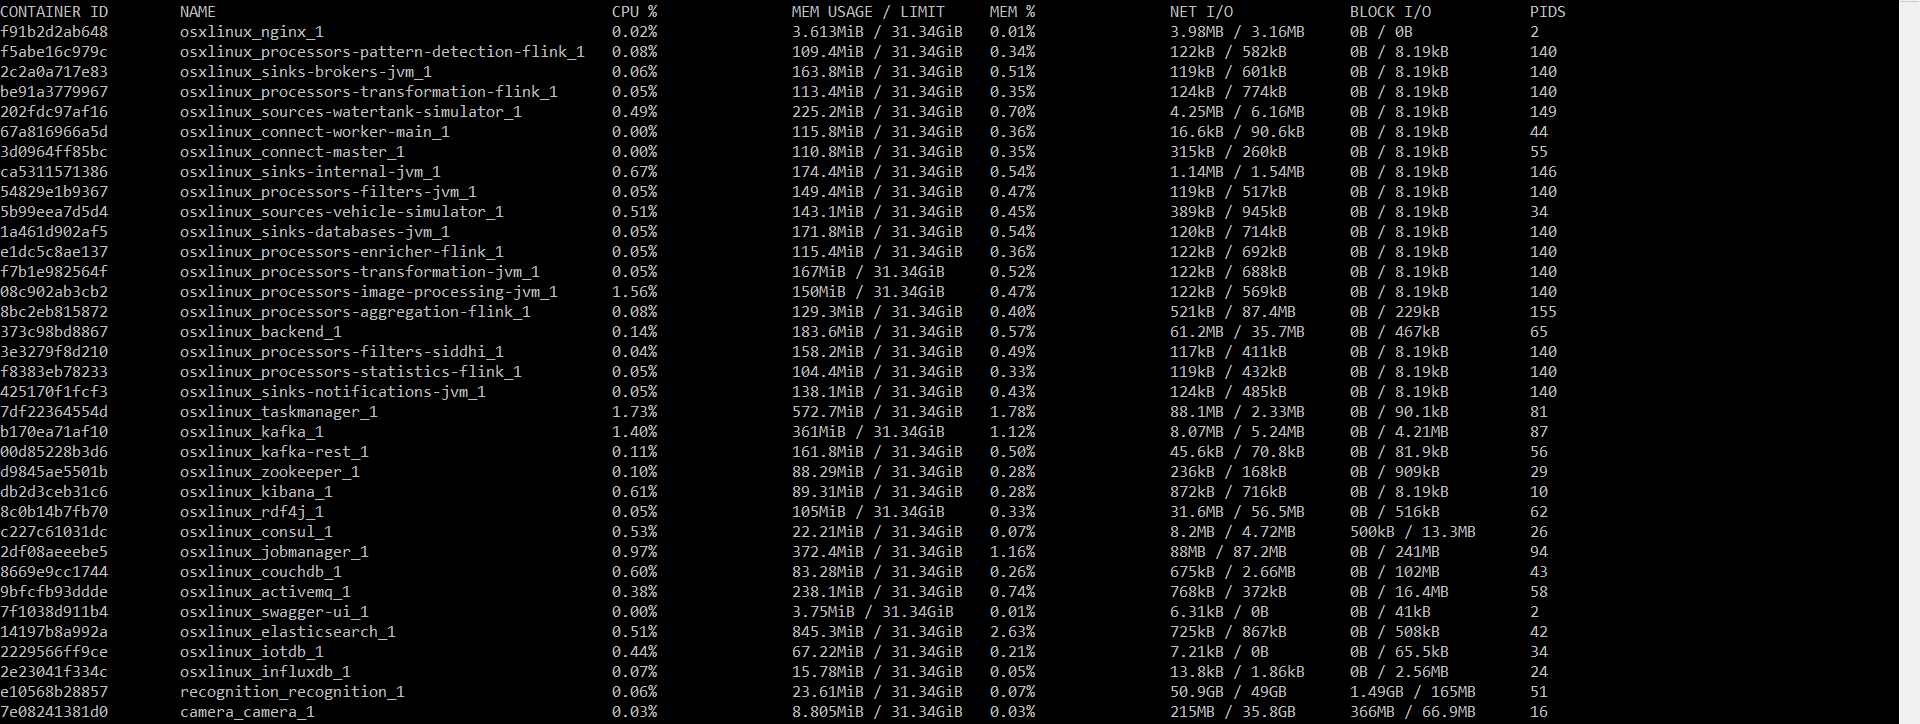 CONTAINER ID NAME CPU % MEM USAGE / LIMIT MEM % NET I/O BLOCK I/O PIDS
f91b2d2ab648 osxlinux_nginx_1 0.02% 3.613MiB / 31.34GiB 0.01% 3.98MB / 3.16MB 0B / 0B 2
f5abe16c979c osxlinux_processors-pattern-detection-flink_1 0.08% 109.4MiB / 31.34GiB 0.34% 122kB / 582kB 0B / 8.19kB 140
2c2a0a717e83 osxlinux_sinks-brokers-jvm_1 0.06% 163.8MiB / 31.34GiB 0.51% 119kB / 601kB 0B / 8.19kB 140
be91a3779967 osxlinux_processors-transformation-flink_1 0.05% 113.4MiB / 31.34GiB 0.35% 124kB / 774kB 0B / 8.19kB 140
202fdc97af16 osxlinux_sources-watertank-simulator_1 0.49% 225.2MiB / 31.34GiB 0.70% 4.25MB / 6.16MB 0B / 8.19kB 149
67a816966a5d osxlinux_connect-worker-main_1 0.00% 115.8MiB / 31.34GiB 0.36% 16.6kB / 90.6kB 0B / 8.19kB 44
3d0964ff85bc osxlinux_connect-master_1 0.00% 110.8MiB / 31.34GiB 0.35% 315kB / 260kB 0B / 8.19kB 55
ca5311571386 osxlinux_sinks-internal-jvm_1 0.67% 174.4MiB / 31.34GiB 0.54% 1.14MB / 1.54MB 0B / 8.19kB 146
54829e1b9367 osxlinux_processors-filters-jvm_1 0.05% 149.4MiB / 31.34GiB 0.47% 119kB / 517kB 0B / 8.19kB 140
5b99eea7d5d4 osxlinux_sources-vehicle-simulator_1 0.51% 143.1MiB / 31.34GiB 0.45% 389kB / 945kB 0B / 8.19kB 34
1a461d902af5 osxlinux_sinks-databases-jvm_1 0.05% 171.8MiB / 31.34GiB 0.54% 120kB / 714kB 0B / 8.19kB 140
e1dc5c8ae137 osxlinux_processors-enricher-flink_1 0.05% 115.4MiB / 31.34GiB 0.36% 122kB / 692kB 0B / 8.19kB 140
f7b1e982564f osxlinux_processors-transformation-jvm_1 0.05% 167MiB / 31.34GiB 0.52% 122kB / 688kB 0B / 8.19kB 140
08c902ab3cb2 osxlinux_processors-image-processing-jvm_1 1.56% 150MiB / 31.34GiB 0.47% 122kB / 569kB 0B / 8.19kB 140
8bc2eb815872 osxlinux_processors-aggregation-flink_1 0.08% 129.3MiB / 31.34GiB 0.40% 521kB / 87.4MB 0B / 229kB 155
373c98bd8867 osxlinux_backend_1 0.14% 183.6MiB / 31.34GiB 0.57% 61.2MB / 35.7MB 0B / 467kB 65
3e3279f8d210 osxlinux_processors-filters-siddhi_1 0.04% 158.2MiB / 31.34GiB 0.49% 117kB / 411kB 0B / 8.19kB 140
f8383eb78233 osxlinux_processors-statistics-flink_1 0.05% 104.4MiB / 31.34GiB 0.33% 119kB / 432kB 0B / 8.19kB 140
425170f1fcf3 osxlinux_sinks-notifications-jvm_1 0.05% 138.1MiB / 31.34GiB 0.43% 124kB / 485kB 0B / 8.19kB 140
7df22364554d osxlinux_taskmanager_1 1.73% 572.7MiB / 31.34GiB 1.78% 88.1MB / 2.33MB 0B / 90.1kB 81
b170ea71af10 osxlinux_kafka_1 1.40% 361MiB / 31.34GiB 1.12% 8.07MB / 5.24MB 0B / 4.21MB 87
00d85228b3d6 osxlinux_kafka-rest_1 0.11% 161.8MiB / 31.34GiB 0.50% 45.6kB / 70.8kB 0B / 81.9kB 56
d9845ae5501b osxlinux_zookeeper_1 0.10% 88.29MiB / 31.34GiB 0.28% 236kB / 168kB 0B / 909kB 29
db2d3ceb31c6 osxlinux_kibana_1 0.61% 89.31MiB / 31.34GiB 0.28% 872kB / 716kB 0B / 8.19kB 10
8c0b14b7fb70 osxlinux_rdf4j_1 0.05% 105MiB / 31.34GiB 0.33% 31.6MB / 56.5MB 0B / 516kB 62
c227c61031dc osxlinux_consul_1 0.53% 22.21MiB / 31.34GiB 0.07% 8.2MB / 4.72MB 500kB / 13.3MB 26
2df08aeeebe5 osxlinux_jobmanager_1 0.97% 372.4MiB / 31.34GiB 1.16% 88MB / 87.2MB 0B / 241MB 94
8669e9cc1744 osxlinux_couchdb_1 0.60% 83.28MiB / 31.34GiB 0.26% 675kB / 2.66MB 0B / 102MB 43
9bfcfb93ddde osxlinux_activemq_1 0.38% 238.1MiB / 31.34GiB 0.74% 768kB / 372kB 0B / 16.4MB 58
7f1038d911b4 osxlinux_swagger-ui_1 0.00% 3.75MiB / 31.34GiB 0.01% 6.31kB / 0B 0B / 41kB 2
14197b8a992a osxlinux_elasticsearch_1 0.51% 845.3MiB / 31.34GiB 2.63% 725kB / 867kB 0B / 508kB 42
2229566ff9ce osxlinux_iotdb_1 0.44% 67.22MiB / 31.34GiB 0.21% 7.21kB / 0B 0B / 65.5kB 34
2e23041f334c osxlinux_influxdb_1 0.07% 15.78MiB / 31.34GiB 0.05% 13.8kB / 1.86kB 0B / 2.56MB 24
e10568b28857 recognition_recognition_1 0.06% 23.61MiB / 31.34GiB 0.07% 50.9GB / 49GB 1.49GB / 165MB 51
7e08241381d0 camera_camera_1 0.03% 8.805MiB / 31.34GiB 0.03% 215MB / 35.8GB 366MB / 66.9MB 16